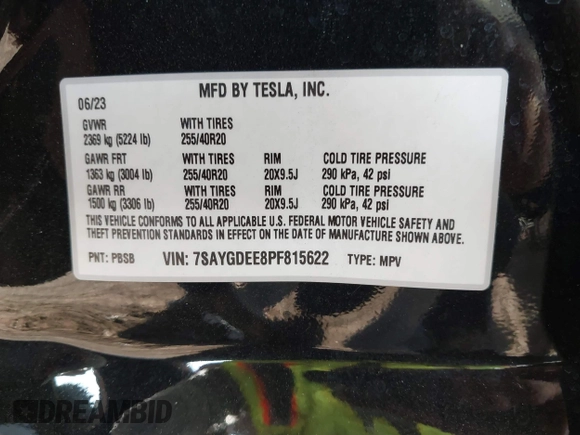 MFD BY TESLA, INC.
06/23
GVWR WITH TIRES
2369 kg (5224 lb) 255/40R20
GAWR FRT WITH TIRES RIM COLD TIRE PRESSURE
1363 kg (3004 lb) 255/40R20 20X9.5J 290 kPa, 42 psi
GAWR RR WITH TIRES RIM COLD TIRE PRESSURE
1500 kg (3306 lb) 255/40R20 20X9.5J 290 kPa, 42 psi
THIS VEHICLE CONFORMS TO ALL APPLICABLE U.S. FEDERAL MOTOR VEHICLE SAFETY AND
THEFT PREVENTION STANDARDS IN EFFECT ON THE DATE OF MANUFACTURE SHOWN ABOVE.
PNT: PBSB VIN: 7SAYGDEE8PF815622 TYPE: MPV
DREAMBID